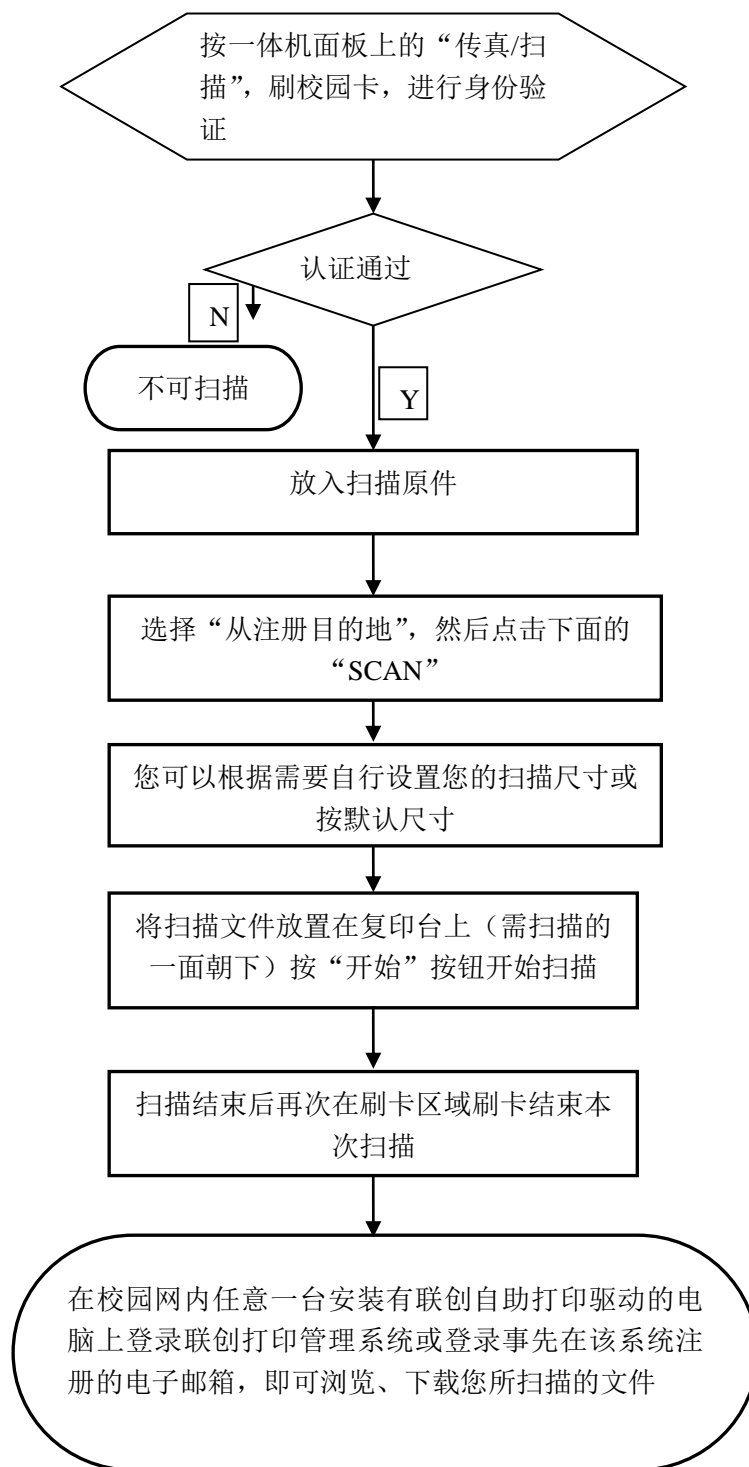 按一体机面板上的“传真/扫
描”，刷校园卡，进行身份验
证
认证通过
N
不可扫描
Y
放入扫描原件
选择“从注册目的地”，然后点击下面的
“SCAN”
您可以根据需要自行设置您的扫描尺寸或
按默认尺寸
将扫描文件放置在复印台上（需扫描的
一面朝下）按“开始”按钮开始扫描
扫描结束后再次在刷卡区域刷卡结束本
次扫描
在校园网内任意一台安装有联创自助打印驱动的电
脑上登录联创打印管理系统或登录事先在该系统注
册的电子邮箱，即可浏览、下载您所扫描的文件